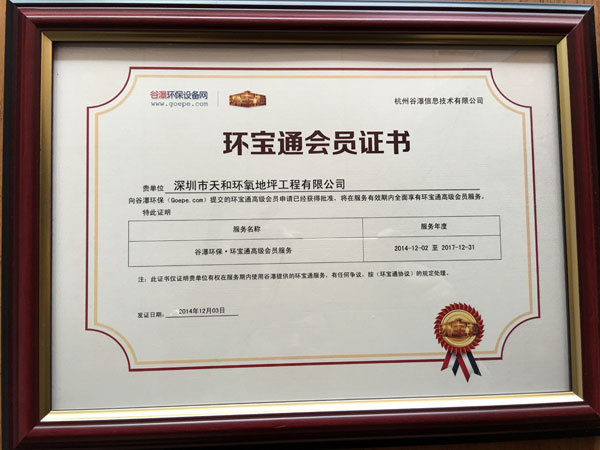 谷瀑环保设备网
www.goepe.com
杭州谷瀑信息技术有限公司
环宝通会员证书
贵单位 深圳市天和环氧地坪工程有限公司
向谷瀑环保（Goepe.com）提交的环宝通高级会员申请已经获得批准，将在服务有效期内全面享有环宝通高级会员服务。
特此证明
服务名称 服务年度
谷瀑环保·环宝通高级会员服务 2014-12-02 至 2017-12-31
注：此证书仅证明贵单位有权在服务期内使用谷瀑提供的环宝通服务，有任何争议，按《环宝通协议》的规定处理。
发证日期： 2014年12月03日